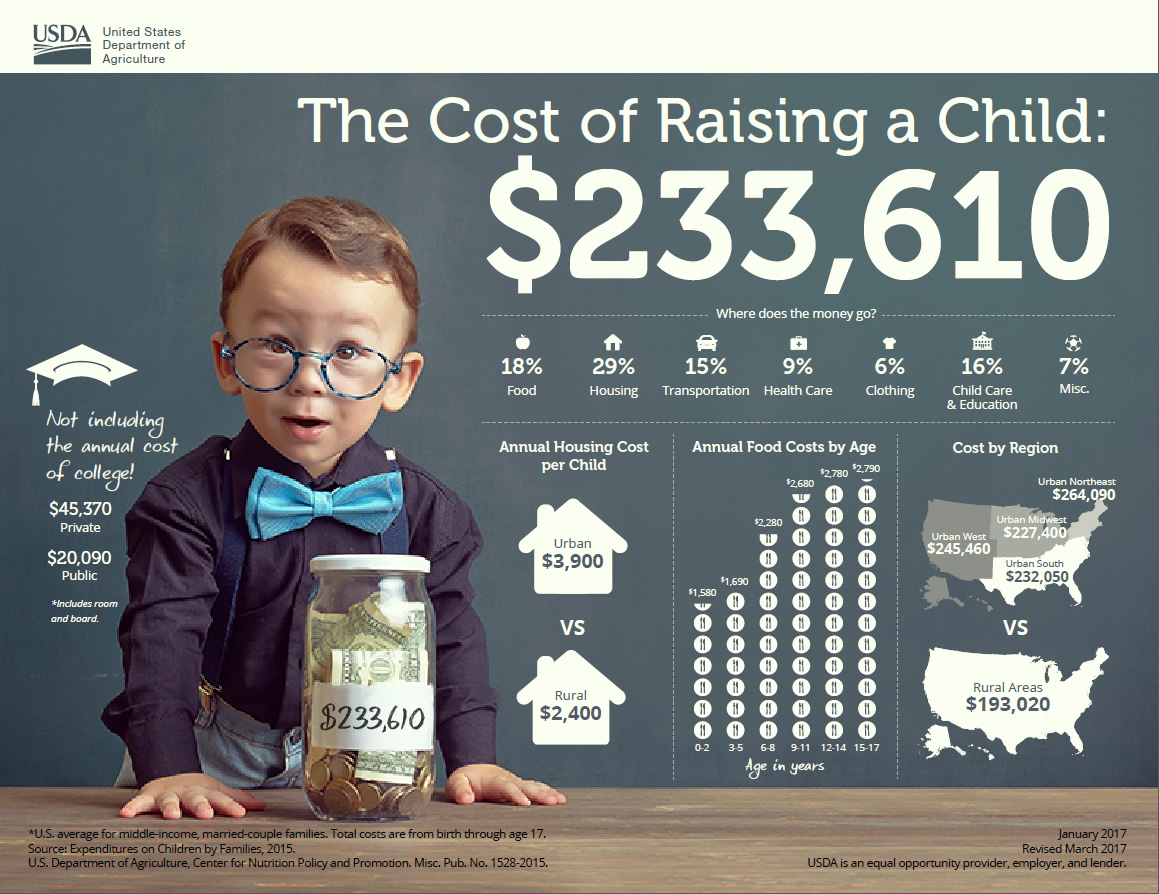 USDA
United States
Department of
Agriculture
The Cost of Raising a Child:
$233,610
Where does the money go?
18%
Food
29%
Housing
15%
Transportation
9%
Health Care
6%
Clothing
16%
Child Care
& Education
7%
Misc.
Not including
the annual cost
of college!
$45,370
Private
$20,090
Public
*Includes room
and board.
$233,610
Annual Housing Cost
per Child
Urban
$3,900
VS
Rural
$2,400
Annual Food Costs by Age
$1,580
$1,690
$2,280
$2,680
$2,780
$2,790
0-2
3-5
6-8
9-11
12-14
15-17
Age in years
Cost by Region
Urban Northeast
$264,090
Urban Midwest
$227,400
Urban West
$245,460
Urban South
$232,050
VS
Rural Areas
$193,020
*U.S. average for middle-income, married-couple families. Total costs are from birth through age 17.
Source: Expenditures on Children by Families, 2015.
U.S. Department of Agriculture, Center for Nutrition Policy and Promotion. Misc. Pub. No. 1528-2015.
January 2017
Revised March 2017
USDA is an equal opportunity provider, employer, and lender.